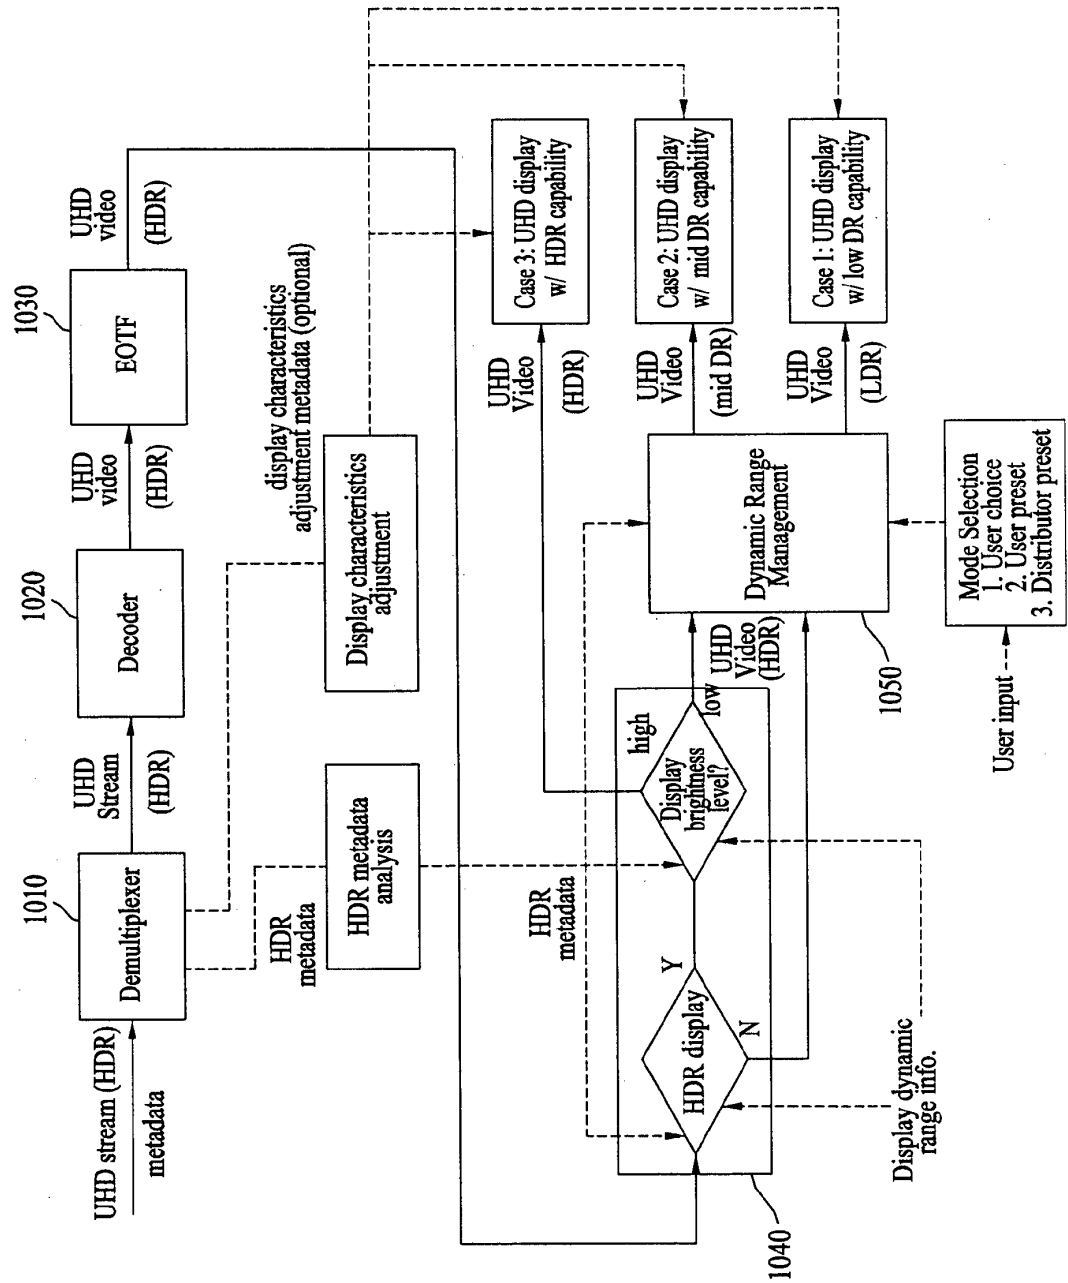 UHD stream (HDR)
metadata
1010
Demultiplexer
UHD
Stream
(HDR)
1020
Decoder
UHD
video
(HDR)
1030
EOTF
UHD
video
(HDR)
HDR
metadata
HDR metadata
analysis
Display characteristics
adjustment
display characteristics
adjustment metadata (optional)
1040
HDR display
Y
N
HDR
metadata
Display
brightness
level?
high
low
Display dynamic
range info.
UHD
Video
(HDR)
1050
Dynamic Range
Management
User input
Mode Selection
1. User choice
2. User preset
3. Distributor preset
UHD
Video
(HDR)
Case 3: UHD display
w/ HDR capability
UHD
Video
(mid DR)
Case 2: UHD display
w/ mid DR capability
UHD
Video
(LDR)
Case 1: UHD display
w/ low DR capability